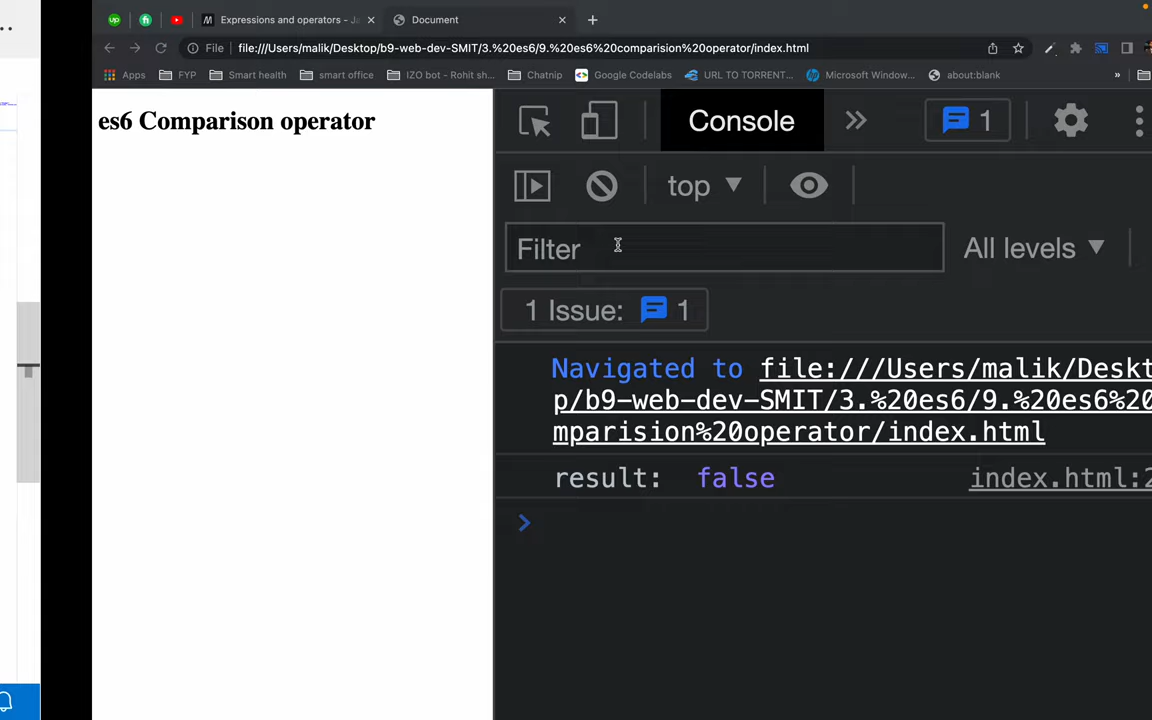 Expressions and operators - Ja
Document
File
file:///Users/malik/Desktop/b9-web-dev-SMIT/3.%20es6/9.%20es6%20comparision%20operator/index.html
Apps
FYP
Smart health
smart office
IZO bot - Rohit sh...
Chatnip
Google Codelabs
URL TO TORRENT...
Microsoft Window...
about:blank
»
es6 Comparison operator
Console
1
top
Filter
All levels
1 Issue: 1
Navigated to file:///Users/malik/Deskt
p/b9-web-dev-SMIT/3.%20es6/9.%20es6%20
mparision%20operator/index.html
result: false index.html:2